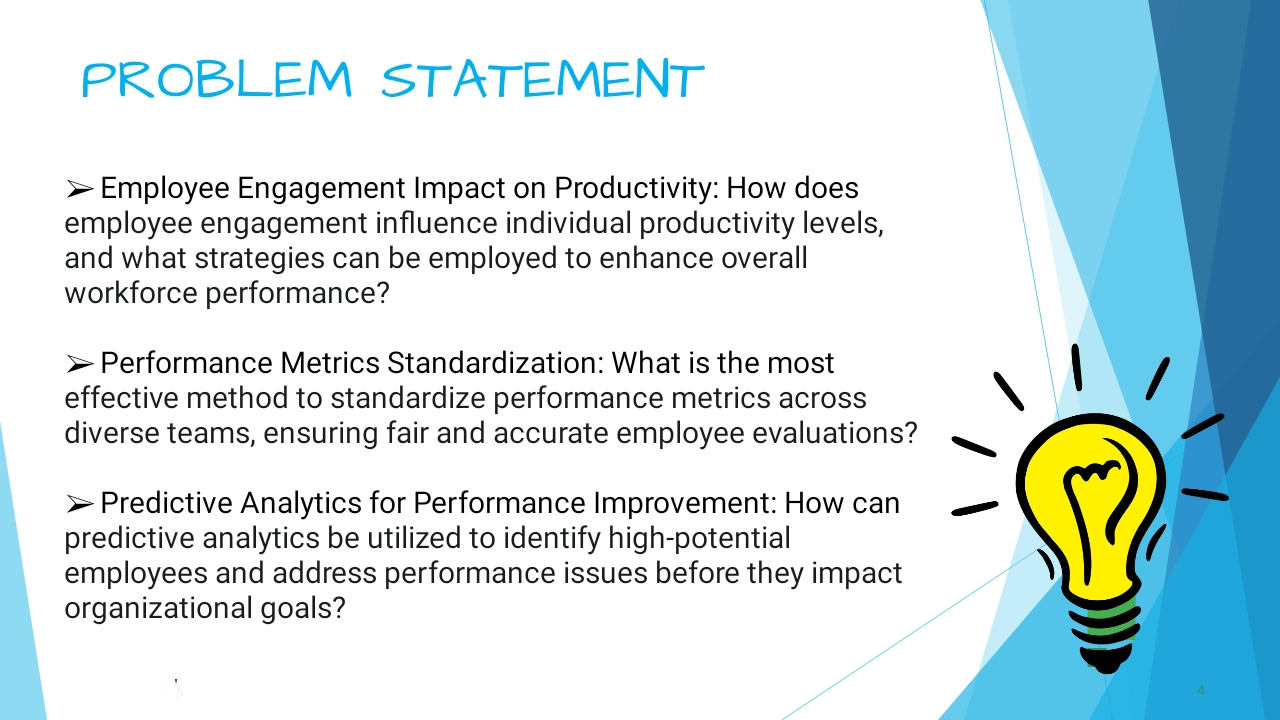 PROBLEM STATEMENT
➢ Employee Engagement Impact on Productivity: How does
employee engagement influence individual productivity levels,
and what strategies can be employed to enhance overall
workforce performance?
➢ Performance Metrics Standardization: What is the most
effective method to standardize performance metrics across
diverse teams, ensuring fair and accurate employee evaluations?
➢ Predictive Analytics for Performance Improvement: How can
predictive analytics be utilized to identify high-potential
employees and address performance issues before they impact
organizational goals?
4